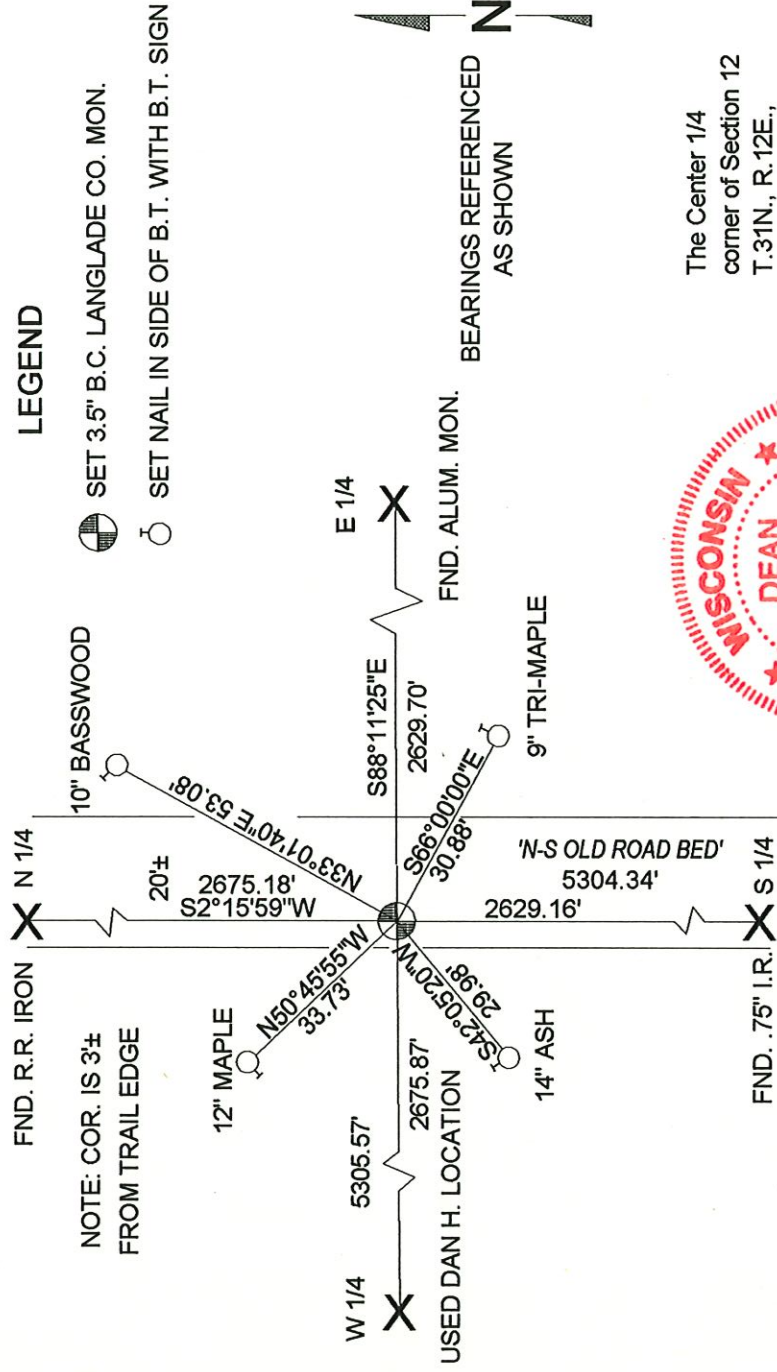 LEGEND
SET 3.5" B.C. LANGLADE CO. MON.
SET NAIL IN SIDE OF B.T. WITH B.T. SIGN
FND. R.R. IRON
N 1/4
NOTE: COR. IS 3'±
FROM TRAIL EDGE
20'±
10" BASSWOOD
2675.18'
S2°15'59"W
N33°01'40"E 53.08'
12" MAPLE
N50°45'55"W
33.73'
W 1/4
5305.57'
2675.87'
USED DAN H. LOCATION
S88°11'25"E
2629.70'
E 1/4
FND. ALUM. MON.
S66°00'00"E
30.88'
9" TRI-MAPLE
S42°05'20"W
29.98'
14" ASH
'N-S OLD ROAD BED'
5304.34'
2629.16'
FND. .75" I.R.
S 1/4
N
BEARINGS REFERENCED
AS SHOWN
The Center 1/4
corner of Section 12
T.31N., R.12E.,
WISCONSIN
DEAN